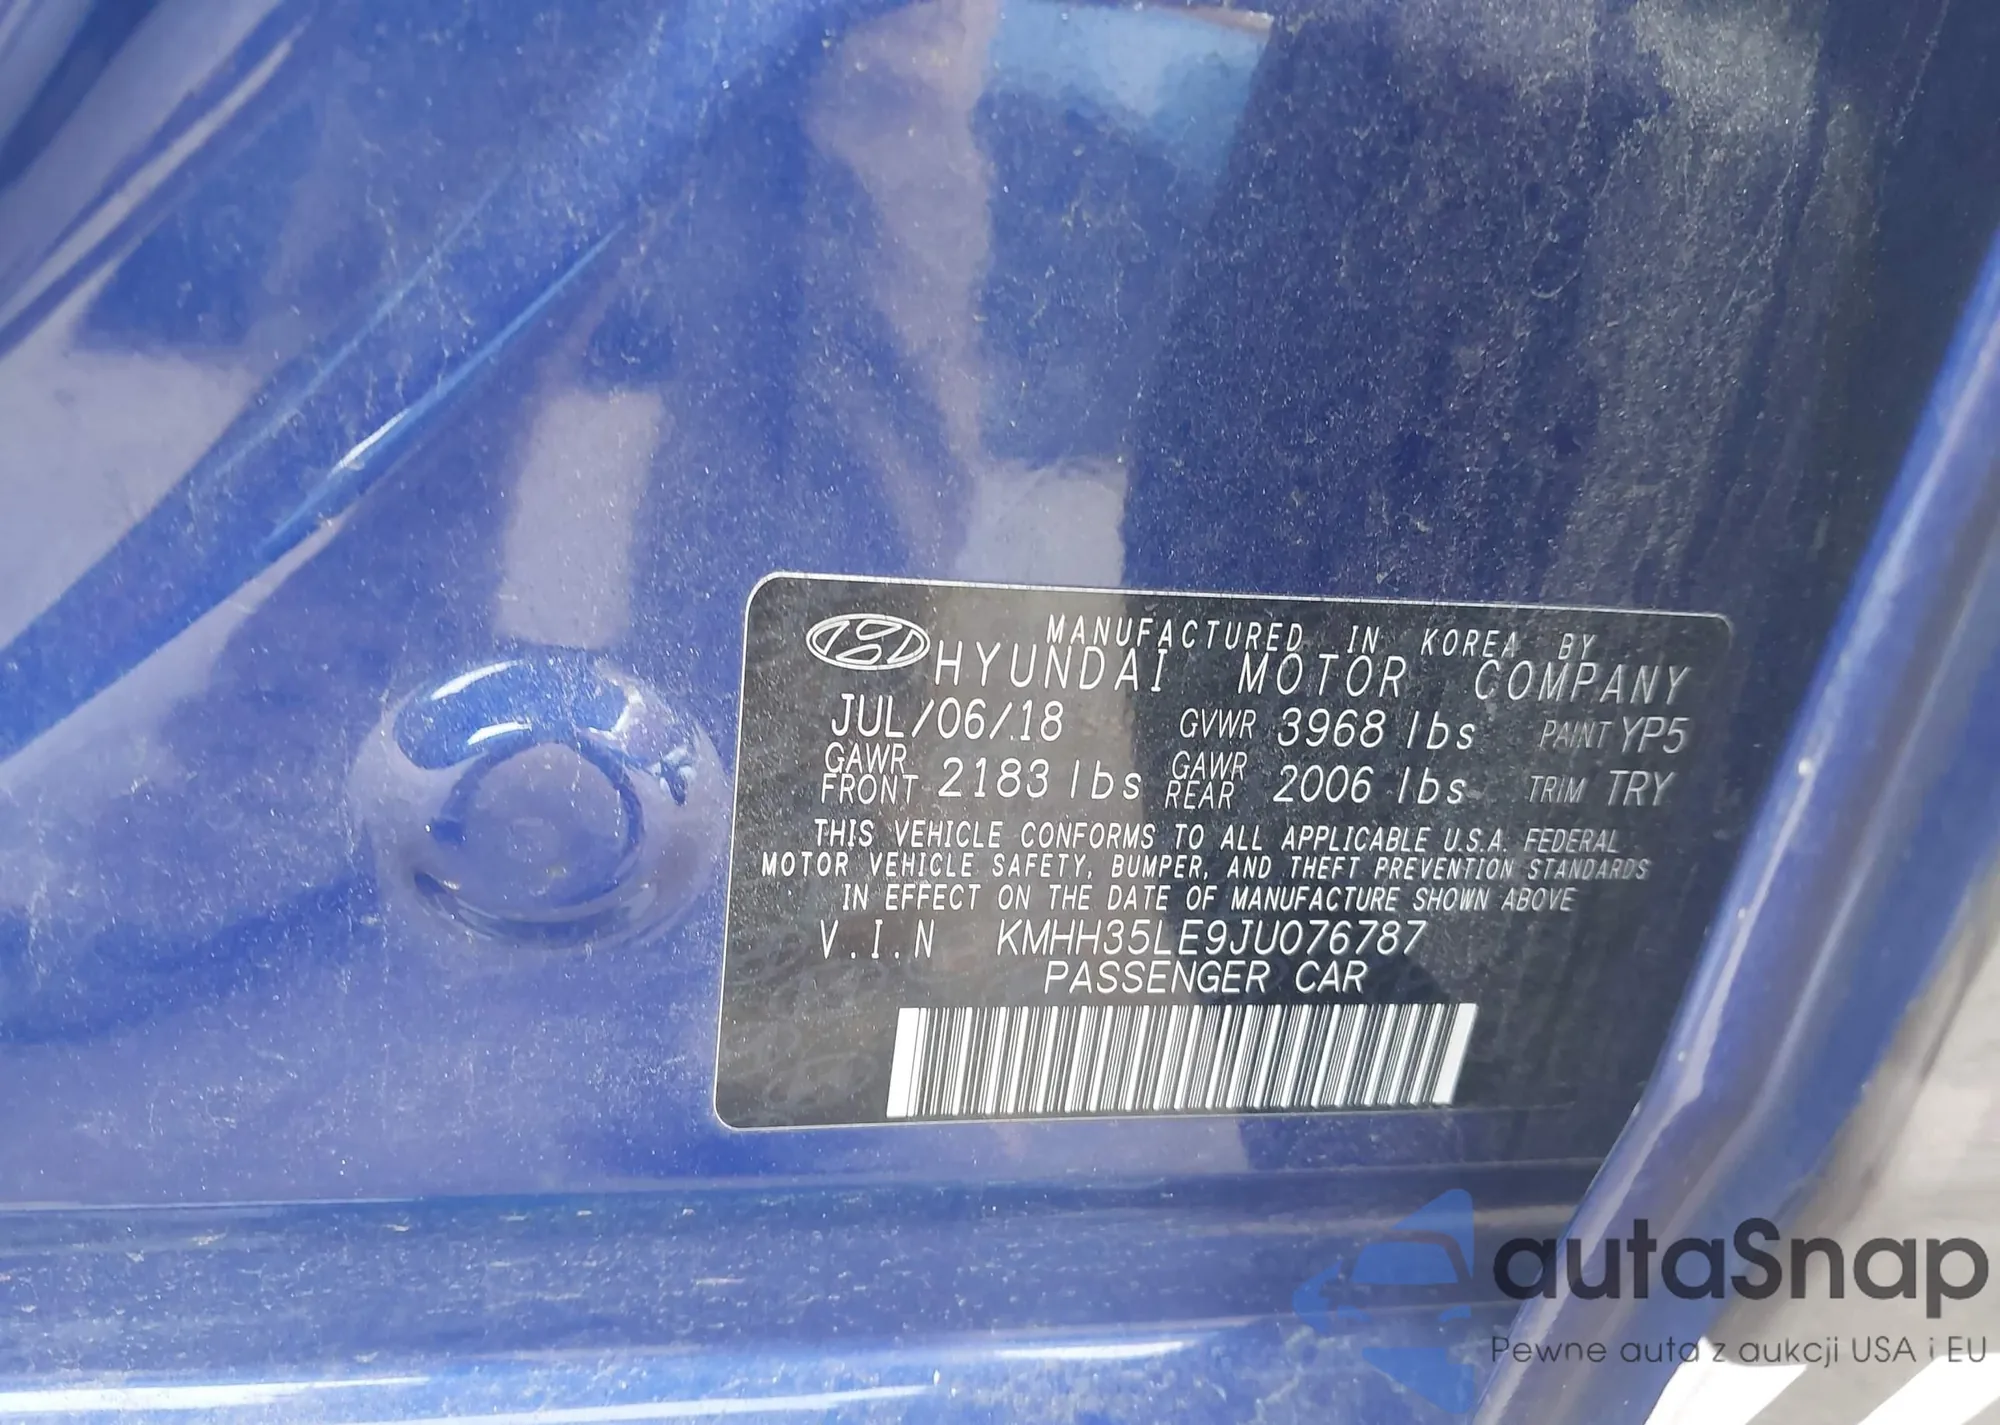 MANUFACTURED IN KOREA BY
HYUNDAI MOTOR COMPANY
JUL/06/18 GVWR 3968 lbs PAINT YP5
GAWR FRONT 2183 lbs GAWR REAR 2006 lbs TRIM TRY
THIS VEHICLE CONFORMS TO ALL APPLICABLE U.S.A. FEDERAL
MOTOR VEHICLE SAFETY, BUMPER, AND THEFT PREVENTION STANDARDS
IN EFFECT ON THE DATE OF MANUFACTURE SHOWN ABOVE
V.I.N KMHH35LE9JU076787
PASSENGER CAR
autaSnap
Pewne auta z aukcji USA i EU